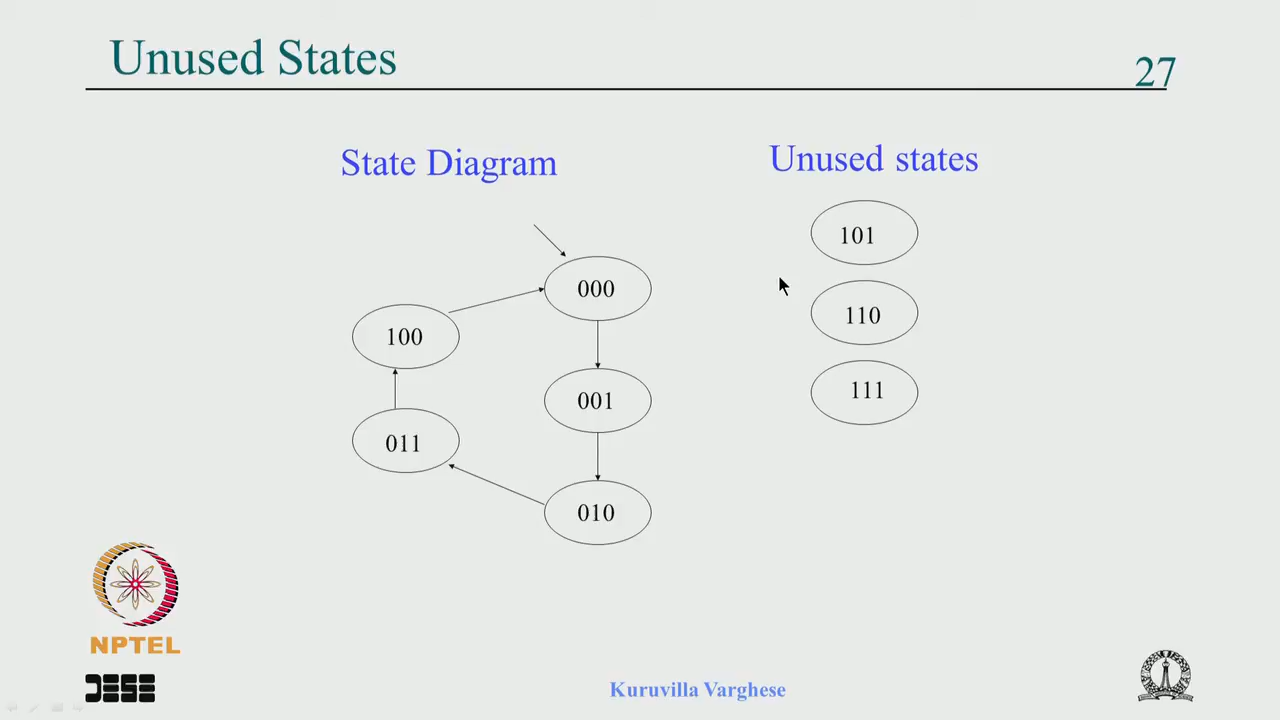 Unused States
27
State Diagram
Unused states
000
001
010
011
100
101
110
111
NPTEL
Kuruvilla Varghese